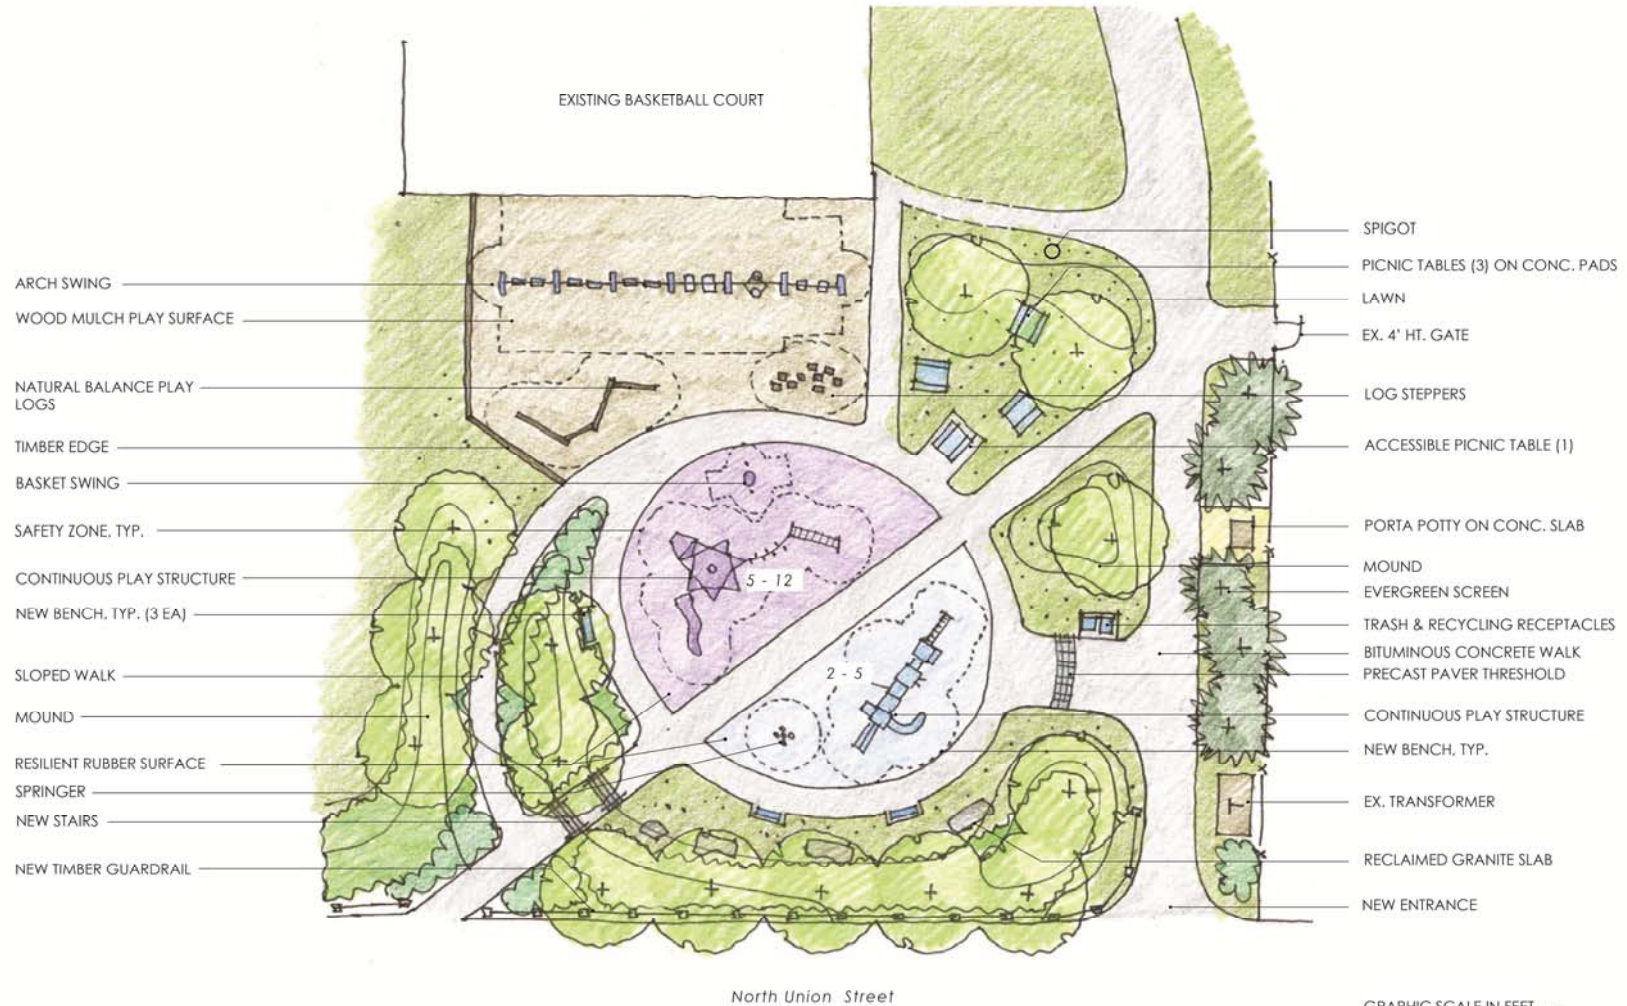 EXISTING BASKETBALL COURT
ARCH SWING
WOOD MULCH PLAY SURFACE
NATURAL BALANCE PLAY
LOGS
TIMBER EDGE
BASKET SWING
SAFETY ZONE, TYP.
CONTINUOUS PLAY STRUCTURE
NEW BENCH, TYP. (3 EA)
SLOPED WALK
MOUND
RESILIENT RUBBER SURFACE
SPRINGER
NEW STAIRS
NEW TIMBER GUARDRAIL
5 - 12
2 - 5
SPIGOT
PICNIC TABLES (3) ON CONC. PADS
LAWN
EX. 4' HT. GATE
LOG STEPPERS
ACCESSIBLE PICNIC TABLE (1)
PORTA POTTY ON CONC. SLAB
MOUND
EVERGREEN SCREEN
TRASH & RECYCLING RECEPTACLES
BITUMINOUS CONCRETE WALK
PRECAST PAVER THRESHOLD
CONTINUOUS PLAY STRUCTURE
NEW BENCH, TYP.
EX. TRANSFORMER
RECLAIMED GRANITE SLAB
NEW ENTRANCE
North Union Street
GRAPHIC SCALE IN FEET